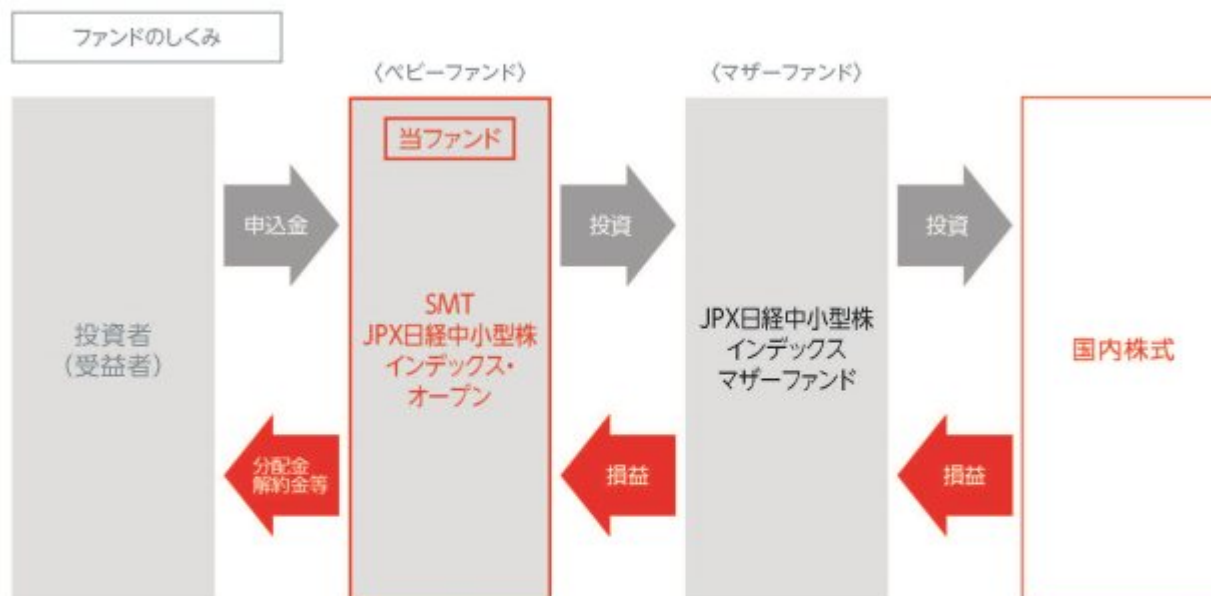 ファンドのしくみ
〈ベビーファンド〉
〈マザーファンド〉
当ファンド
申込金
投資
投資
投資者
(受益者)
SMT
JPX日経中小型株
インデックス・
オープン
JPX日経中小型株
インデックス
マザーファンド
国内株式
分配金
解約金等
損益
損益